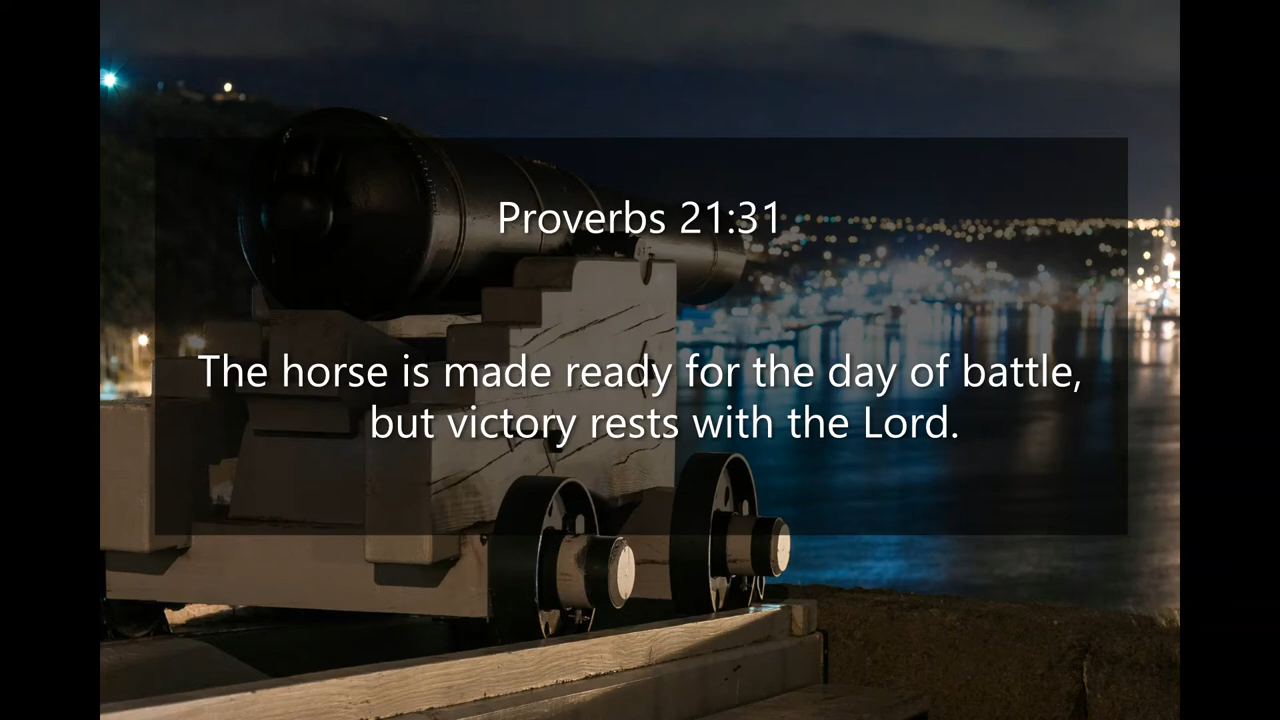 Proverbs 21:31
The horse is made ready for the day of battle,
but victory rests with the Lord.